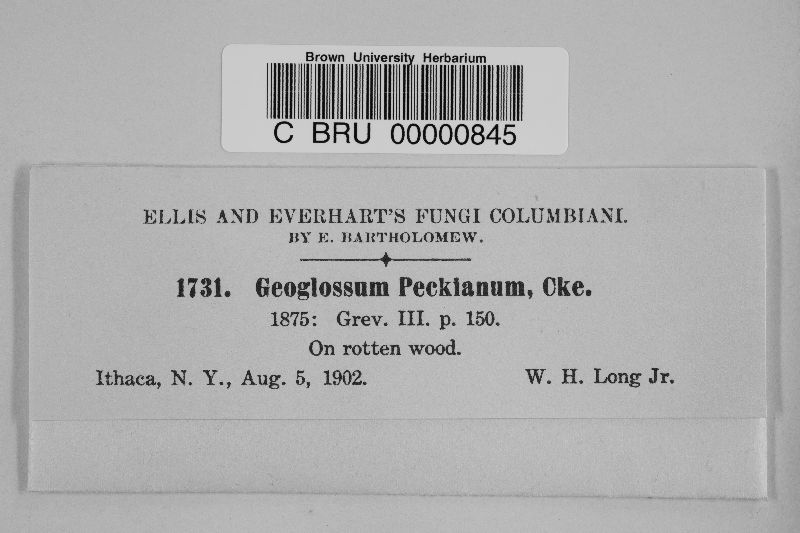 Brown University Herbarium
C BRU 00000845
ELLIS AND EVERHART'S FUNGI COLUMBIANI.
BY E. BARTHOLOMEW.
1731. Geoglossum Peckianum, Cke.
1875: Grev. III. p. 150.
On rotten wood.
Ithaca, N. Y., Aug. 5, 1902. W. H. Long Jr.